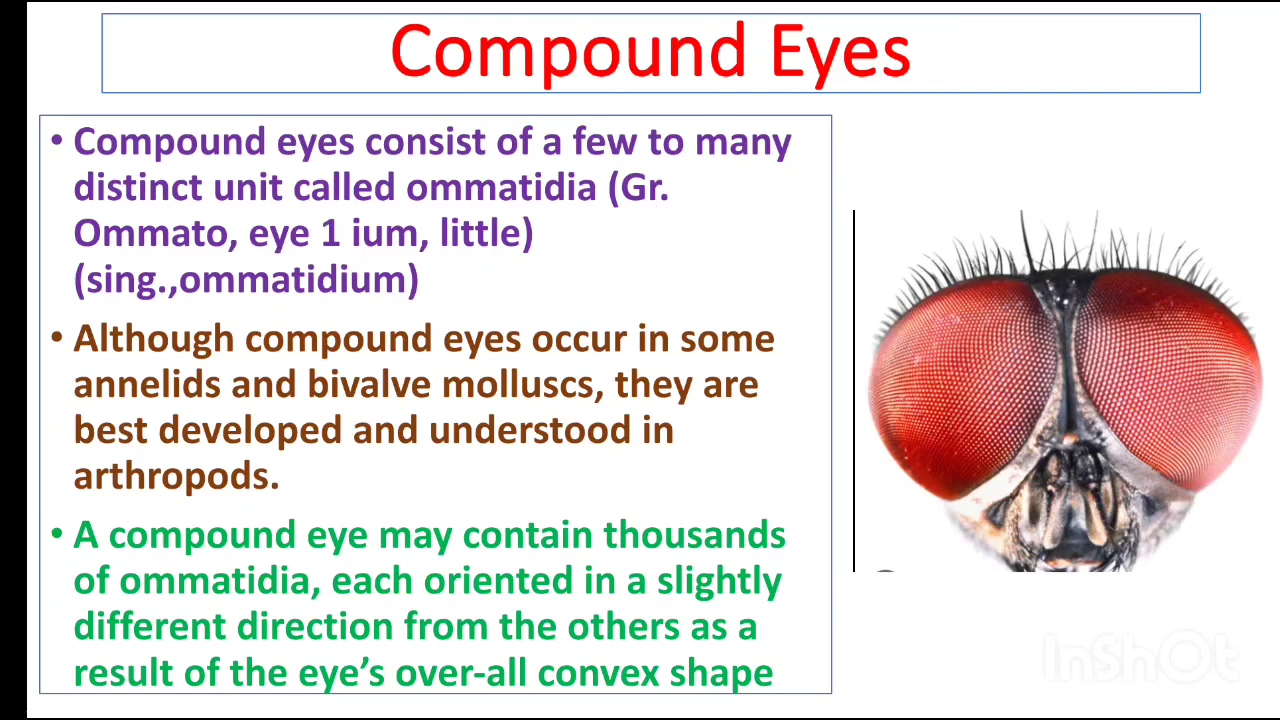 Compound Eyes
• Compound eyes consist of a few to many
distinct unit called ommatidia (Gr.
Ommato, eye 1 ium, little)
(sing.,ommatidium)
• Although compound eyes occur in some
annelids and bivalve molluscs, they are
best developed and understood in
arthropods.
• A compound eye may contain thousands
of ommatidia, each oriented in a slightly
different direction from the others as a
result of the eye’s over-all convex shape
InShOt